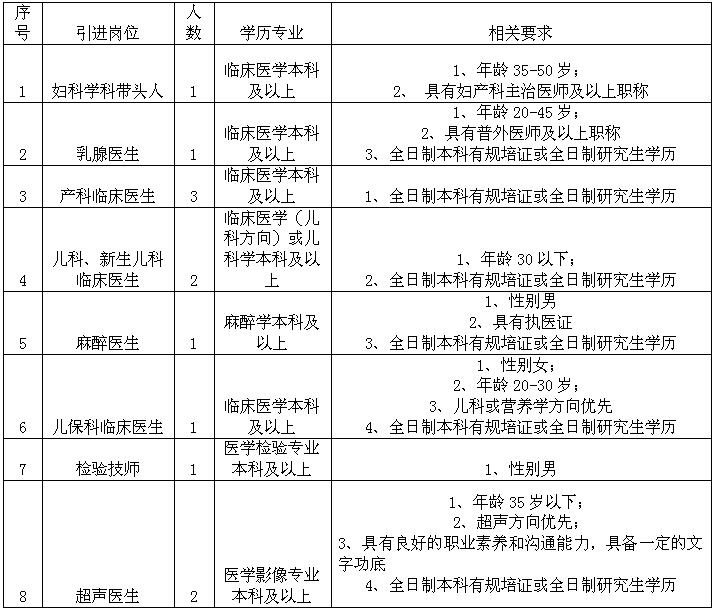 序号 引进岗位 人数 学历专业 相关要求
1 妇科学科带头人 1 临床医学本科及以上 1、年龄35-50岁；
2、 具有妇产科主治医师及以上职称
2 乳腺医生 1 临床医学本科及以上 1、年龄20-45岁；
2、具有普外医师及以上职称
3、全日制本科有规培证或全日制研究生学历
3 产科临床医生 3 临床医学本科及以上 1、全日制本科有规培证或全日制研究生学历
4 儿科、新生儿科临床医生 2 临床医学（儿科方向）或儿科学本科及以上 1、年龄30以下；
2、全日制本科有规培证或全日制研究生学历
5 麻醉医生 1 麻醉学本科及以上 1、性别男
2、具有执医证
3、全日制本科有规培证或全日制研究生学历
6 儿保科临床医生 1 临床医学本科及以上 1、性别女；
2、年龄20-30岁；
3、儿科或营养学方向优先
4、全日制本科有规培证或全日制研究生学历
7 检验技师 1 医学检验专业本科及以上 1、性别男
8 超声医生 2 医学影像专业本科及以上 1、年龄35岁以下；
2、超声方向优先；
3、具有良好的职业素养和沟通能力，具备一定的文
字功底
4、全日制本科有规培证或全日制研究生学历